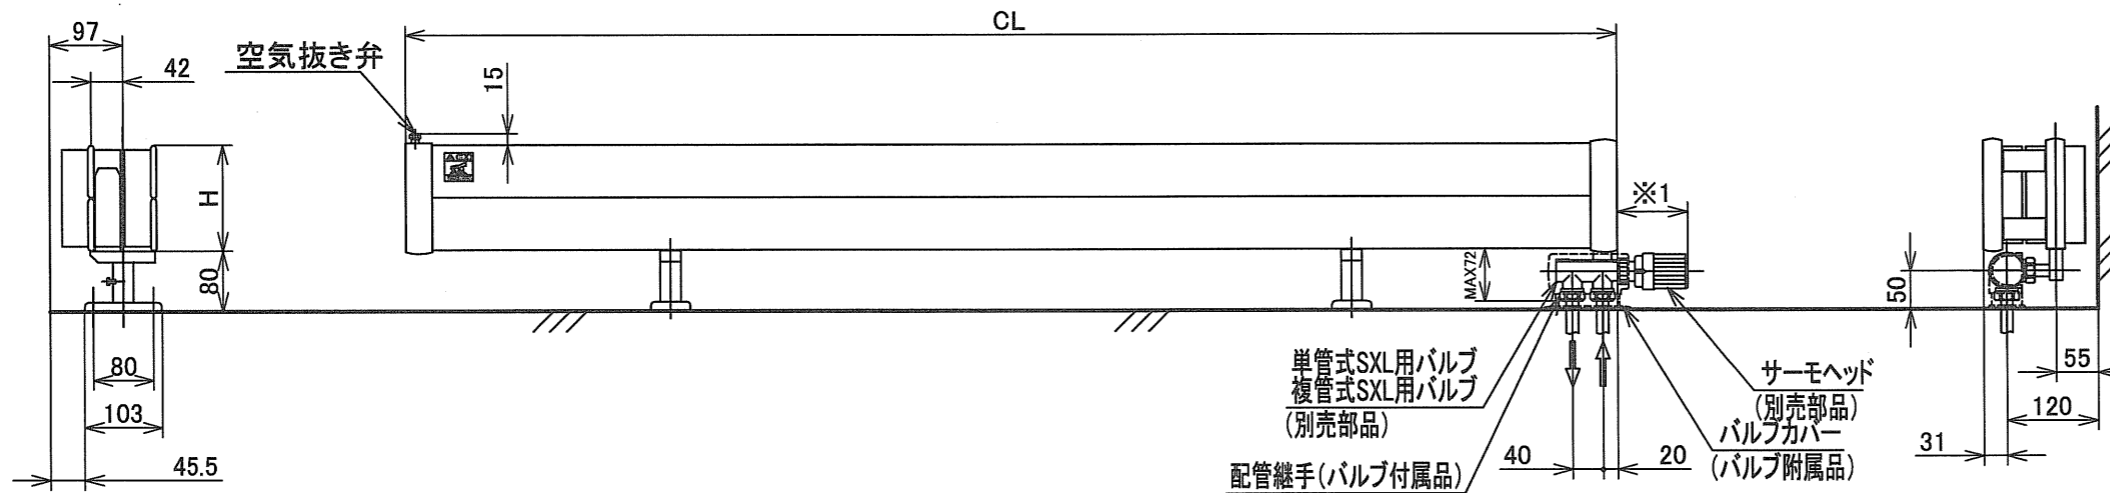 CL
97
空気抜き弁
42
15
ACD
※1
H
MAX72
80
50
単管式SXL用バルブ
複管式SXL用バルブ
(別売部品)
サーモヘッド
(別売部品)
55
80
103
120
バルブカバー
(バルブ附属品)
31
45.5
配管継手(バルブ付属品)
40
20